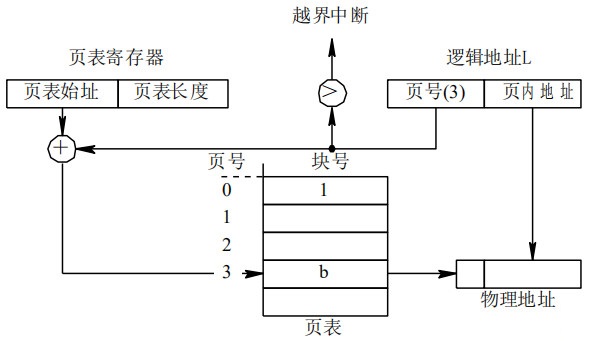 越界中断
页表寄存器
逻辑地址L
页表始址 页表长度
>
页号(3) 页内地址
+
页号 块号
0 1
1
2
3 b
物理地址
页表